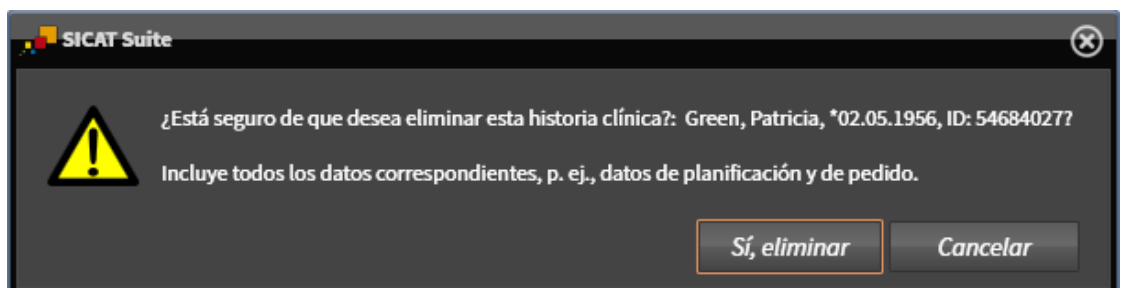 SICAT Suite
¿Está seguro de que desea eliminar esta historia clínica?: Green, Patricia, *02.05.1956, ID: 54684027?
Incluye todos los datos correspondientes, p. ej., datos de planificación y de pedido.
Sí, eliminar
Cancelar